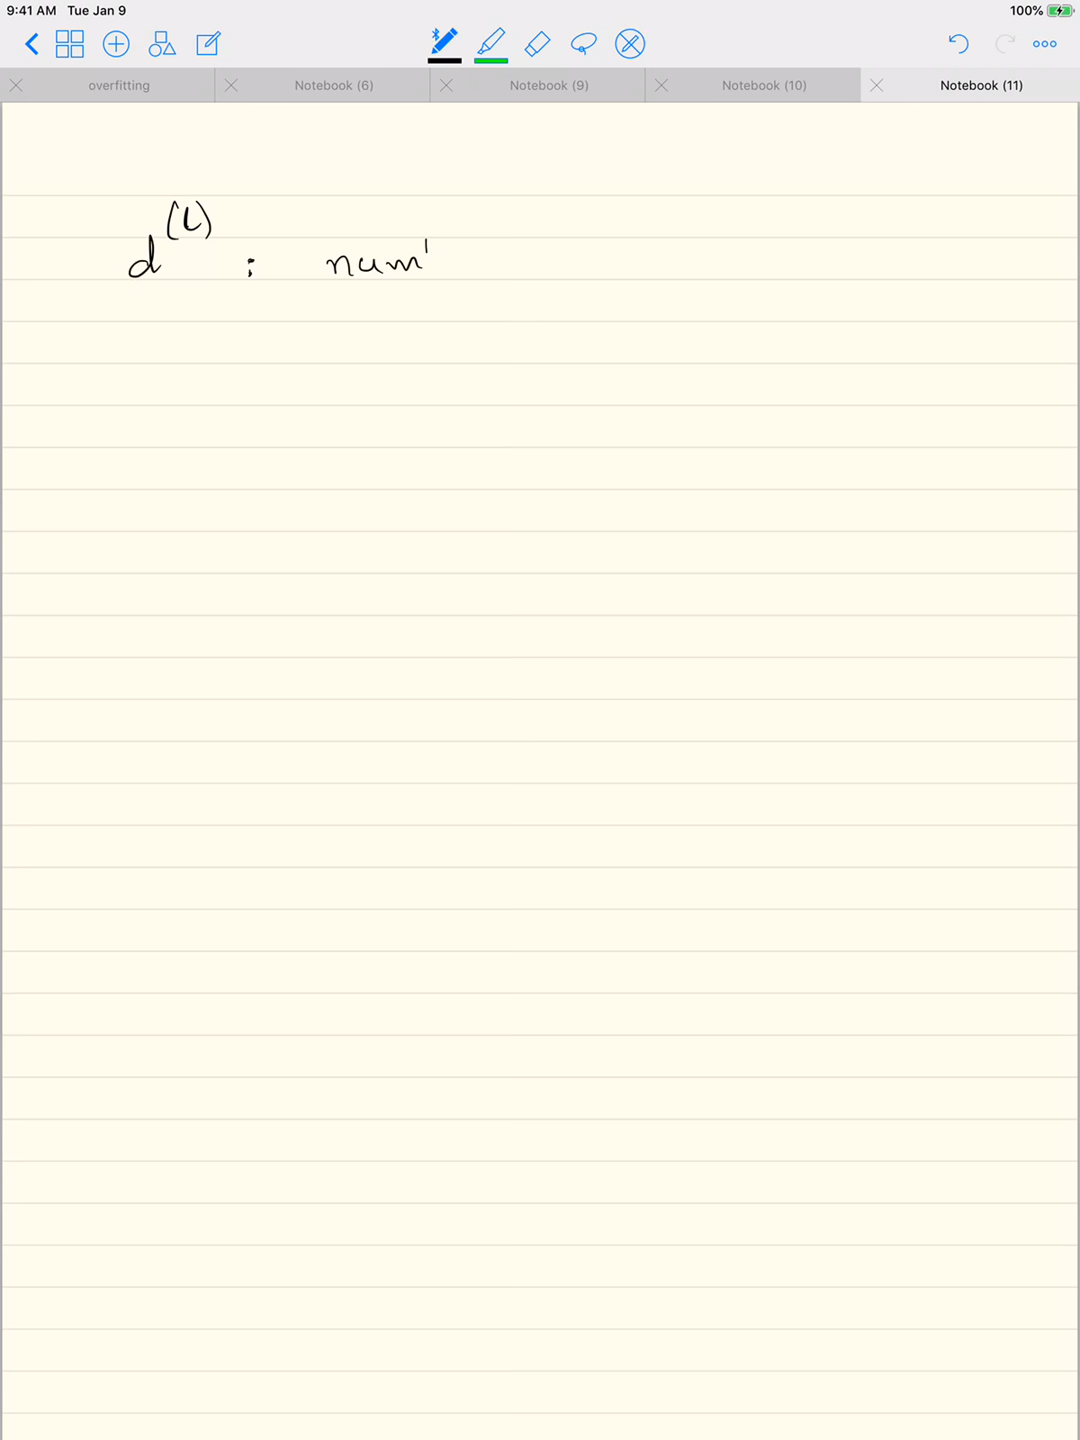 9:41 AM Tue Jan 9 100%
overfitting Notebook (6) Notebook (9) Notebook (10) Notebook (11)
d^(L) : num'